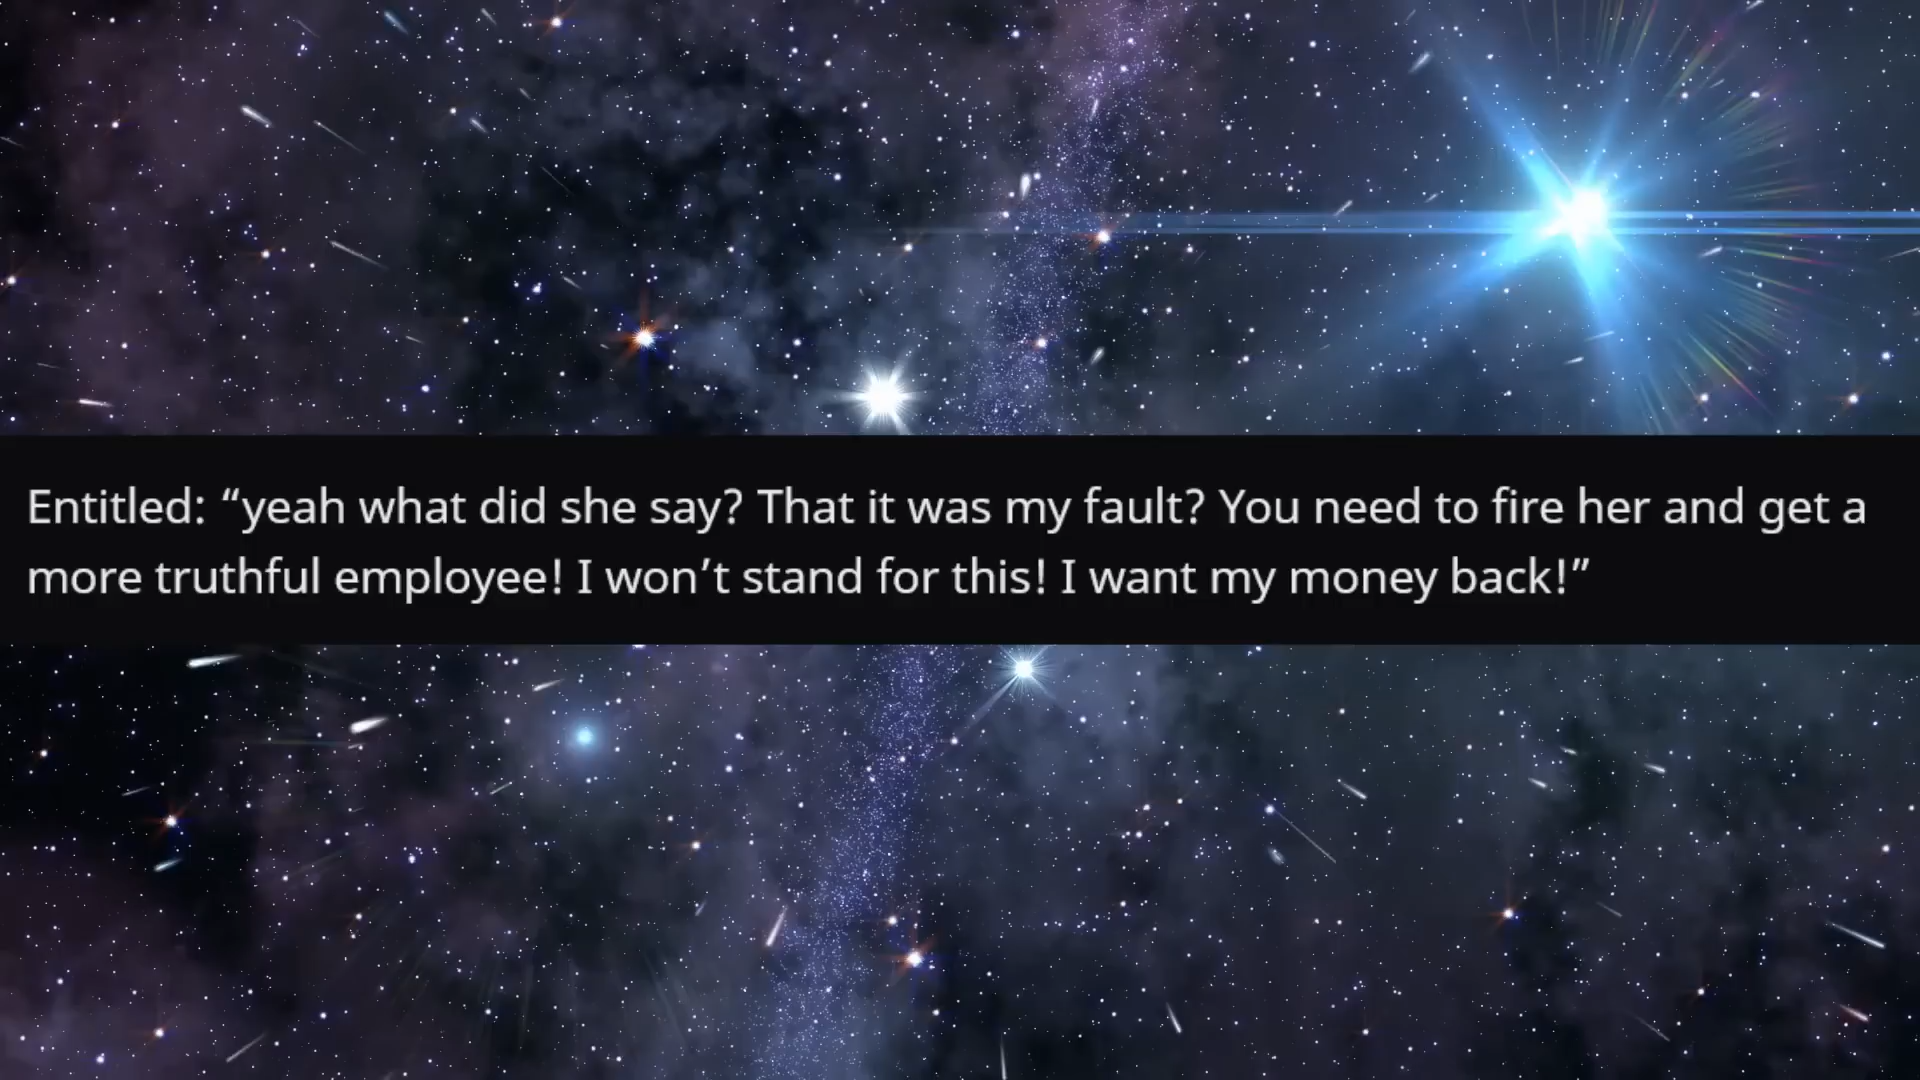 Entitled: “yeah what did she say? That it was my fault? You need to fire her and get a
more truthful employee! I won’t stand for this! I want my money back!”